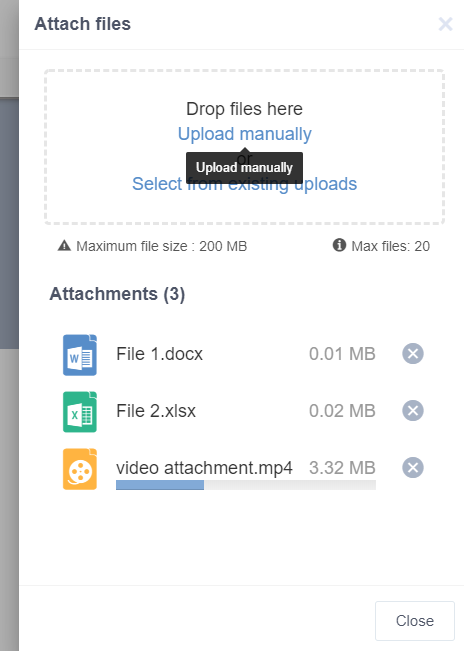 Attach files
Drop files here
Upload manually
or
Upload manually
Select from existing uploads
Maximum file size : 200 MB
Max files: 20
Attachments (3)
File 1.docx 0.01 MB
File 2.xlsx 0.02 MB
video attachment.mp4 3.32 MB
Close